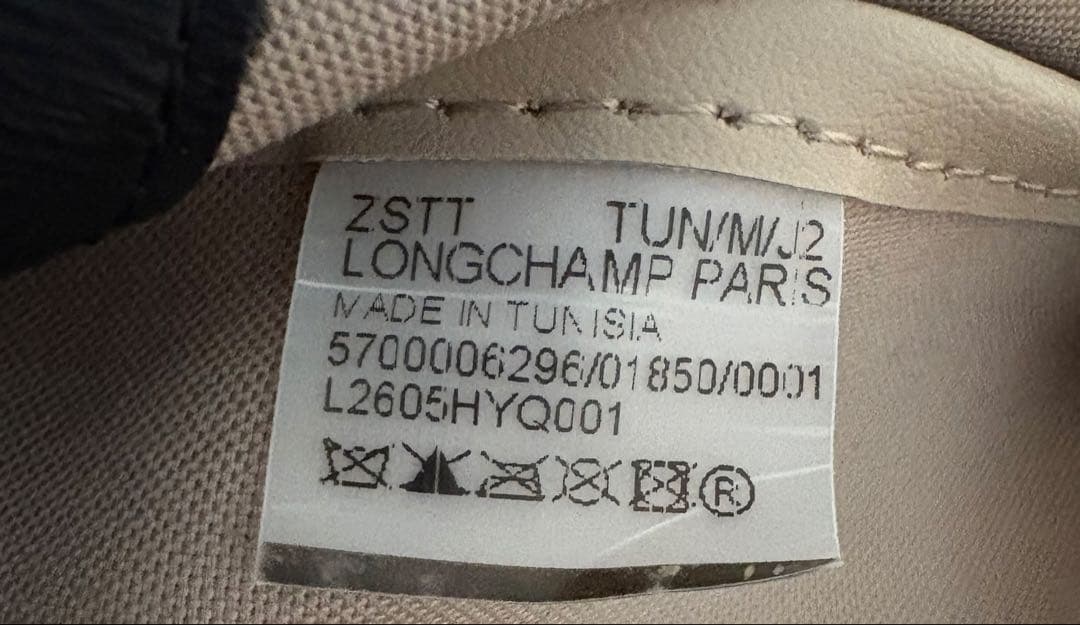 ZSTT TUN/M/J2
LONGCHAMP PARIS
MADE IN TUNISIA
5700006296/01850/0001
L2605HYQ001
®